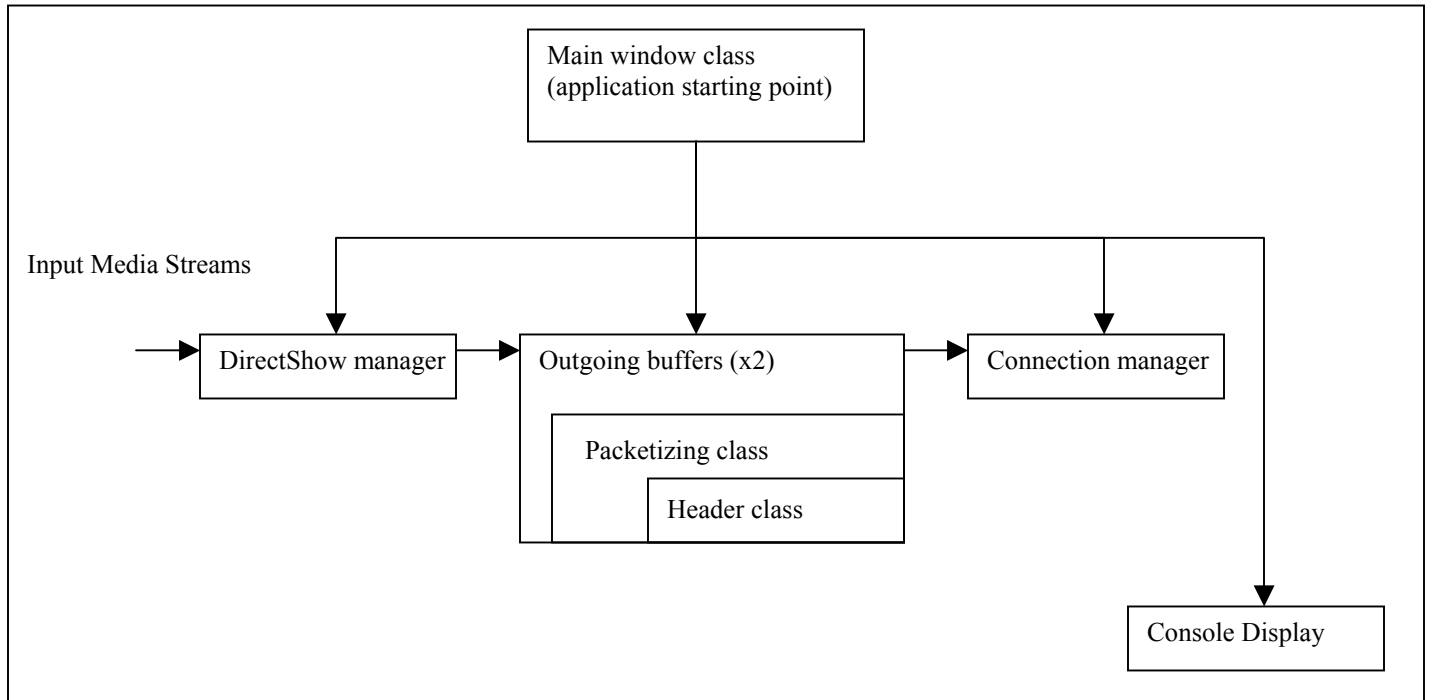 Main window class
(application starting point)
Input Media Streams
DirectShow manager
Outgoing buffers (x2)
Connection manager
Packetizing class
Header class
Console Display